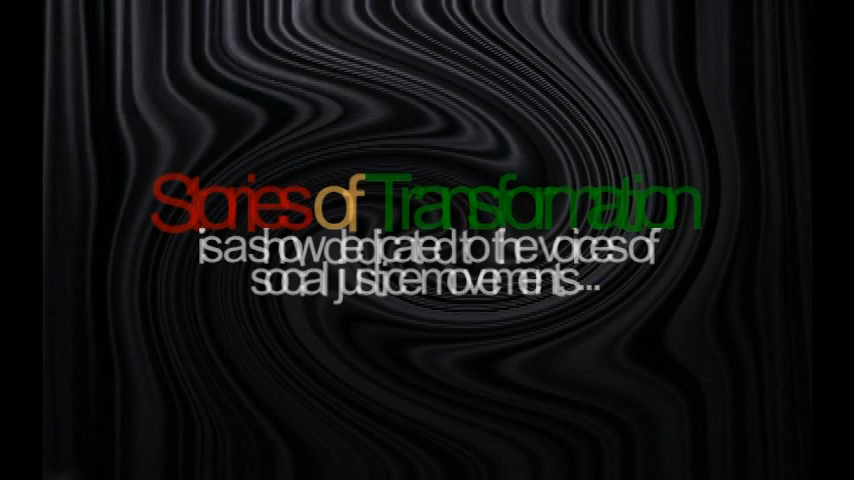 Stories of Transformation
is a show dedicated to the voices of
social justice movements...